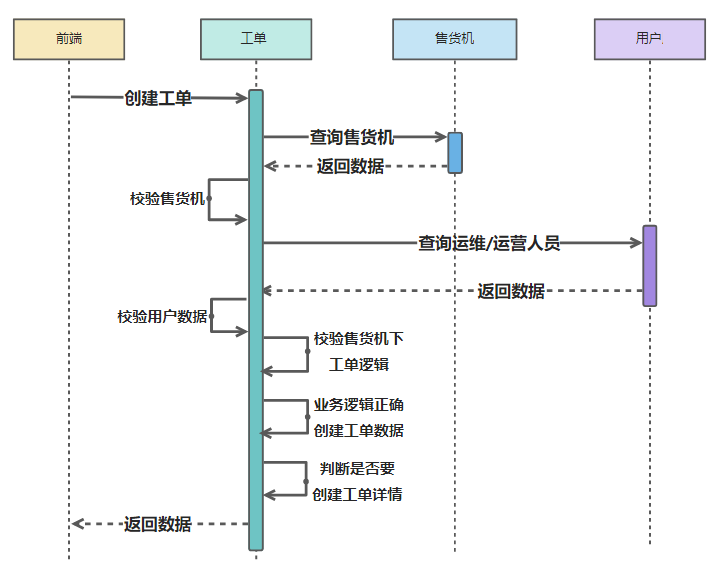 前端
工单
售货机
用户
创建工单
查询售货机
返回数据
校验售货机
查询运维/运营人员
返回数据
校验用户数据
校验售货机下
工单逻辑
业务逻辑正确
创建工单数据
判断是否要
创建工单详情
返回数据